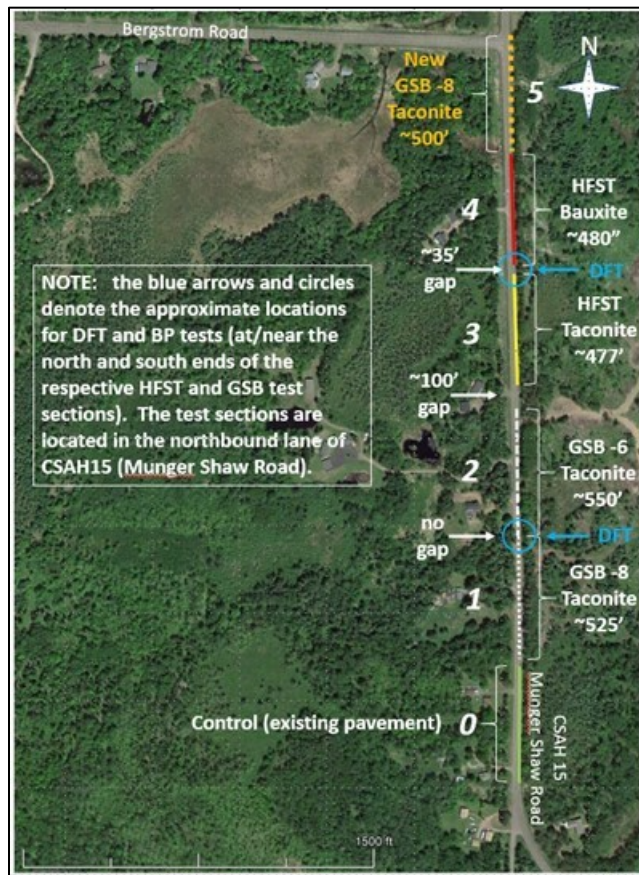 Bergstrom Road
New
GSB -8
Taconite
~500'
5
N
4
HFST
Bauxite
~480"
~35'
gap
DFT
NOTE: the blue arrows and circles
denote the approximate locations
for DFT and BP tests (at/near the
north and south ends of the
respective HFST and GSB test
sections). The test sections are
located in the northbound lane of
CSAH15 (Munger Shaw Road).
3
HFST
Taconite
~477'
~100'
gap
2
GSB -6
Taconite
~550'
no
gap
DFT
1
GSB -8
Taconite
~525'
Control (existing pavement) 0
CSAH 15
Munger Shaw Road
1500 ft